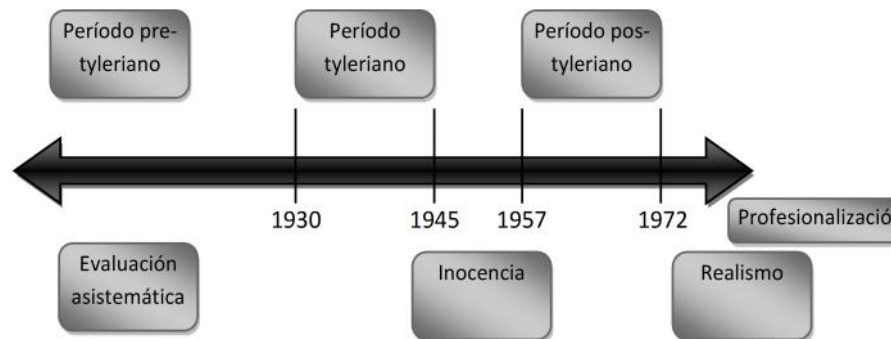 Período pre-
tyleriano
Período
tyleriano
Período pos-
tyleriano
1930
1945
1957
1972
Profesionalizació
Evaluación
asistemática
Inocencia
Realismo